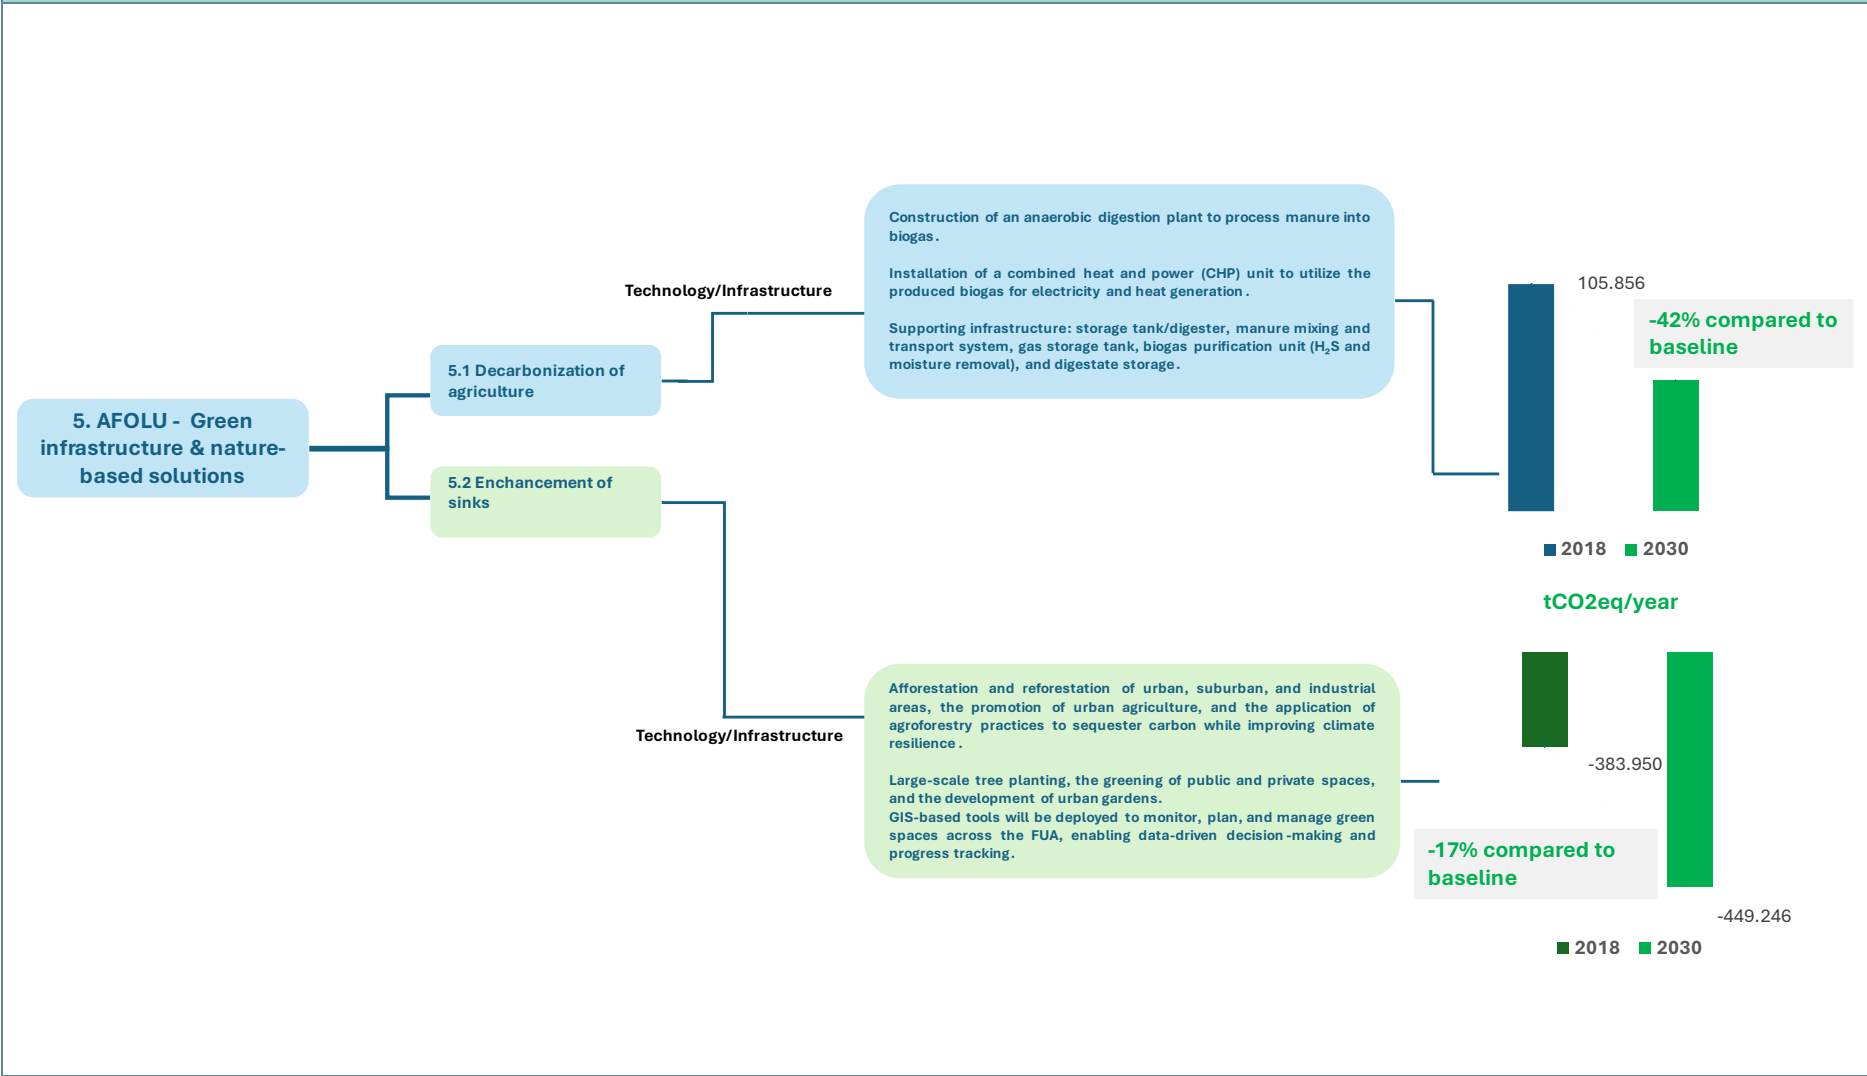 5. AFOLU - Green
infrastructure & nature-
based solutions
5.1 Decarbonization of
agriculture
5.2 Enchancement of
sinks
Technology/Infrastructure
Construction of an anaerobic digestion plant to process manure into
biogas.
Installation of a combined heat and power (CHP) unit to utilize the
produced biogas for electricity and heat generation.
Supporting infrastructure: storage tank/digester, manure mixing and
transport system, gas storage tank, biogas purification unit (H₂S and
moisture removal), and digestate storage.
105.856
-42% compared to
baseline
2018 2030
tCO2eq/year
Technology/Infrastructure
Afforestation and reforestation of urban, suburban, and industrial
areas, the promotion of urban agriculture, and the application of
agroforestry practices to sequester carbon while improving climate
resilience.
Large-scale tree planting, the greening of public and private spaces,
and the development of urban gardens.
GIS-based tools will be deployed to monitor, plan, and manage green
spaces across the FUA, enabling data-driven decision-making and
progress tracking.
-383.950
-17% compared to
baseline
-449.246
2018 2030